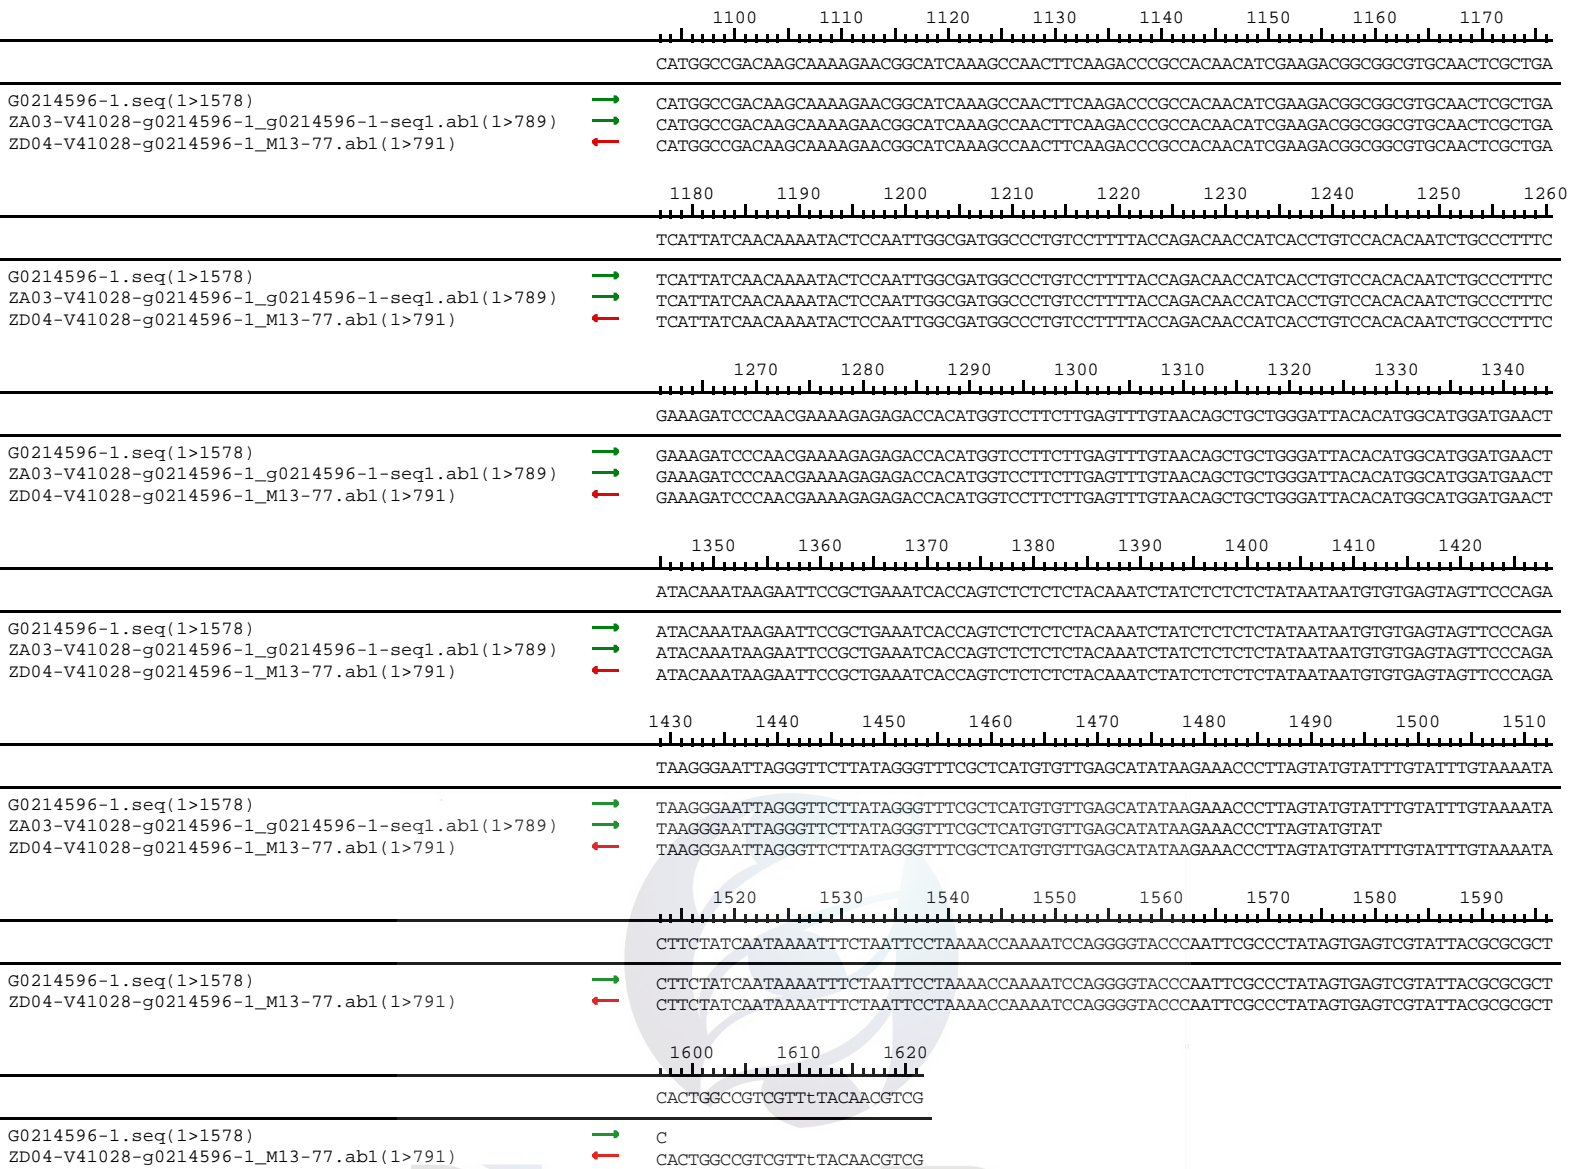 1100 1110 1120 1130 1140 1150 1160 1170
CATGGCCGACAAGCAAAAGAACGGCATCAAAGCCAACTTCAAGACCCGCCACAACATCGAAGACGGCGGCGTGCAACTCGCTGA
G0214596-1.seq(1>1578) CATGGCCGACAAGCAAAAGAACGGCATCAAAGCCAACTTCAAGACCCGCCACAACATCGAAGACGGCGGCGTGCAACTCGCTGA
ZA03-V41028-g0214596-1_g0214596-1-seq1.ab1(1>789) CATGGCCGACAAGCAAAAGAACGGCATCAAAGCCAACTTCAAGACCCGCCACAACATCGAAGACGGCGGCGTGCAACTCGCTGA
ZD04-V41028-g0214596-1_M13-77.ab1(1>791) CATGGCCGACAAGCAAAAGAACGGCATCAAAGCCAACTTCAAGACCCGCCACAACATCGAAGACGGCGGCGTGCAACTCGCTGA
1180 1190 1200 1210 1220 1230 1240 1250 1260
TCATTATCAACAAAATACTCCAATTGGCGATGGCCCTGTCCTTTTACCAGACAACCATCACCTGTCCACACAATCTGCCCTTTC
G0214596-1.seq(1>1578) TCATTATCAACAAAATACTCCAATTGGCGATGGCCCTGTCCTTTTACCAGACAACCATCACCTGTCCACACAATCTGCCCTTTC
ZA03-V41028-g0214596-1_g0214596-1-seq1.ab1(1>789) TCATTATCAACAAAATACTCCAATTGGCGATGGCCCTGTCCTTTTACCAGACAACCATCACCTGTCCACACAATCTGCCCTTTC
ZD04-V41028-g0214596-1_M13-77.ab1(1>791) TCATTATCAACAAAATACTCCAATTGGCGATGGCCCTGTCCTTTTACCAGACAACCATCACCTGTCCACACAATCTGCCCTTTC
1270 1280 1290 1300 1310 1320 1330 1340
GAAAGATCCCAACGAAAAGAGAGACCACATGGTCCTTCTTGAGTTTGTAACAGCTGCTGGGATTACACATGGCATGGATGAACT
G0214596-1.seq(1>1578) GAAAGATCCCAACGAAAAGAGAGACCACATGGTCCTTCTTGAGTTTGTAACAGCTGCTGGGATTACACATGGCATGGATGAACT
ZA03-V41028-g0214596-1_g0214596-1-seq1.ab1(1>789) GAAAGATCCCAACGAAAAGAGAGACCACATGGTCCTTCTTGAGTTTGTAACAGCTGCTGGGATTACACATGGCATGGATGAACT
ZD04-V41028-g0214596-1_M13-77.ab1(1>791) GAAAGATCCCAACGAAAAGAGAGACCACATGGTCCTTCTTGAGTTTGTAACAGCTGCTGGGATTACACATGGCATGGATGAACT
1350 1360 1370 1380 1390 1400 1410 1420
ATACAAATAAGAATTCCGCTGAAATCACCAGTCTCTCTCTACAAATCTATCTCTCTCTATAATAATGTGTGAGTAGTTCCCAGA
G0214596-1.seq(1>1578) ATACAAATAAGAATTCCGCTGAAATCACCAGTCTCTCTCTACAAATCTATCTCTCTCTATAATAATGTGTGAGTAGTTCCCAGA
ZA03-V41028-g0214596-1_g0214596-1-seq1.ab1(1>789) ATACAAATAAGAATTCCGCTGAAATCACCAGTCTCTCTCTACAAATCTATCTCTCTCTATAATAATGTGTGAGTAGTTCCCAGA
ZD04-V41028-g0214596-1_M13-77.ab1(1>791) ATACAAATAAGAATTCCGCTGAAATCACCAGTCTCTCTCTACAAATCTATCTCTCTCTATAATAATGTGTGAGTAGTTCCCAGA
1430 1440 1450 1460 1470 1480 1490 1500 1510
TAAGGGAATTAGGGTTCTTATAGGGTTTCGCTCATGTGTTGAGCATATAAGAAACCCTTAGTATGTATTTGTATTTGTAAAATA
G0214596-1.seq(1>1578) TAAGGGAATTAGGGTTCTTATAGGGTTTCGCTCATGTGTTGAGCATATAAGAAACCCTTAGTATGTATTTGTATTTGTAAAATA
ZA03-V41028-g0214596-1_g0214596-1-seq1.ab1(1>789) TAAGGGAATTAGGGTTCTTATAGGGTTTCGCTCATGTGTTGAGCATATAAGAAACCCTTAGTATGTAT
ZD04-V41028-g0214596-1_M13-77.ab1(1>791) TAAGGGAATTAGGGTTCTTATAGGGTTTCGCTCATGTGTTGAGCATATAAGAAACCCTTAGTATGTATTTGTATTTGTAAAATA
1520 1530 1540 1550 1560 1570 1580 1590
CTTCTATCAATAAAATTTCTAATTCCTAAAACCAAAATCCAGGGGTACCCAATTCGCCCTATAGTGAGTCGTATTACGCGCGCT
G0214596-1.seq(1>1578) CTTCTATCAATAAAATTTCTAATTCCTAAAACCAAAATCCAGGGGTACCCAATTCGCCCTATAGTGAGTCGTATTACGCGCGCT
ZD04-V41028-g0214596-1_M13-77.ab1(1>791) CTTCTATCAATAAAATTTCTAATTCCTAAAACCAAAATCCAGGGGTACCCAATTCGCCCTATAGTGAGTCGTATTACGCGCGCT
1600 1610 1620
CACTGGCCGTCGTTtTACAACGTCG
G0214596-1.seq(1>1578) C
ZD04-V41028-g0214596-1_M13-77.ab1(1>791) CACTGGCCGTCGTTtTACAACGTCG